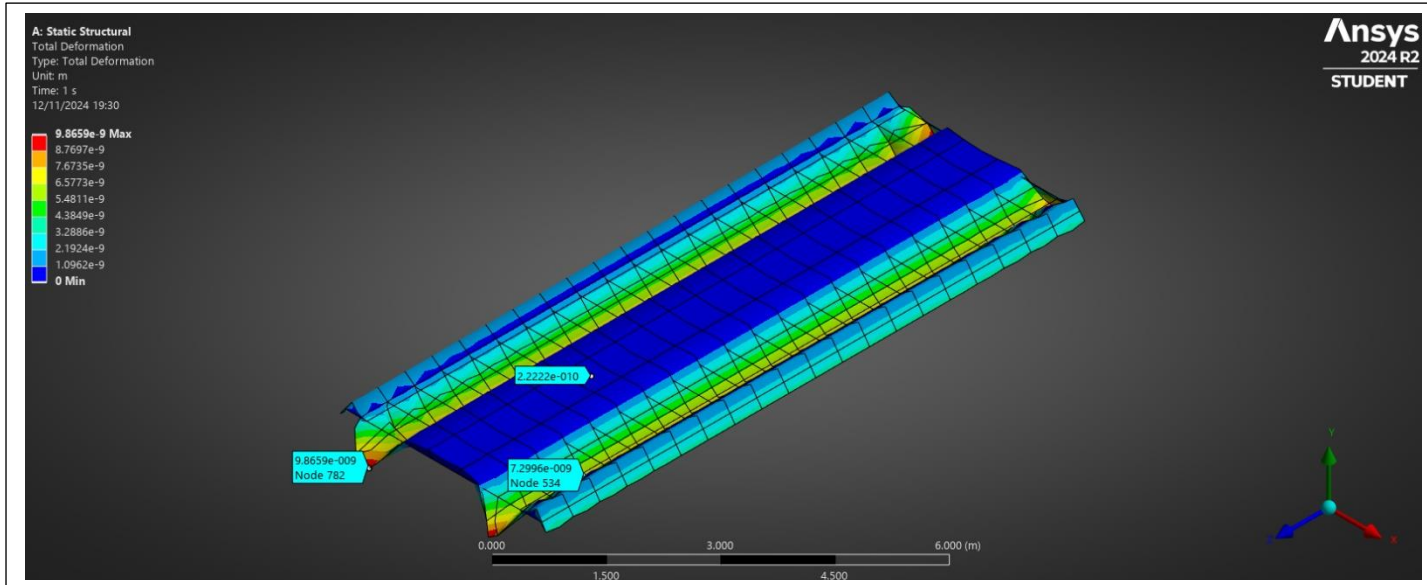 A: Static Structural
Total Deformation
Type: Total Deformation
Unit: m
Time: 1 s
12/11/2024 19:30
9.8659e-9 Max
8.7697e-9
7.6735e-9
6.5773e-9
5.4811e-9
4.3849e-9
3.2886e-9
2.1924e-9
1.0962e-9
0 Min
Ansys
2024 R2
STUDENT
2.2222e-010
9.8659e-009
Node 782
7.2996e-009
Node 534
0.000 3.000 6.000 (m)
1.500 4.500
Y
Z X